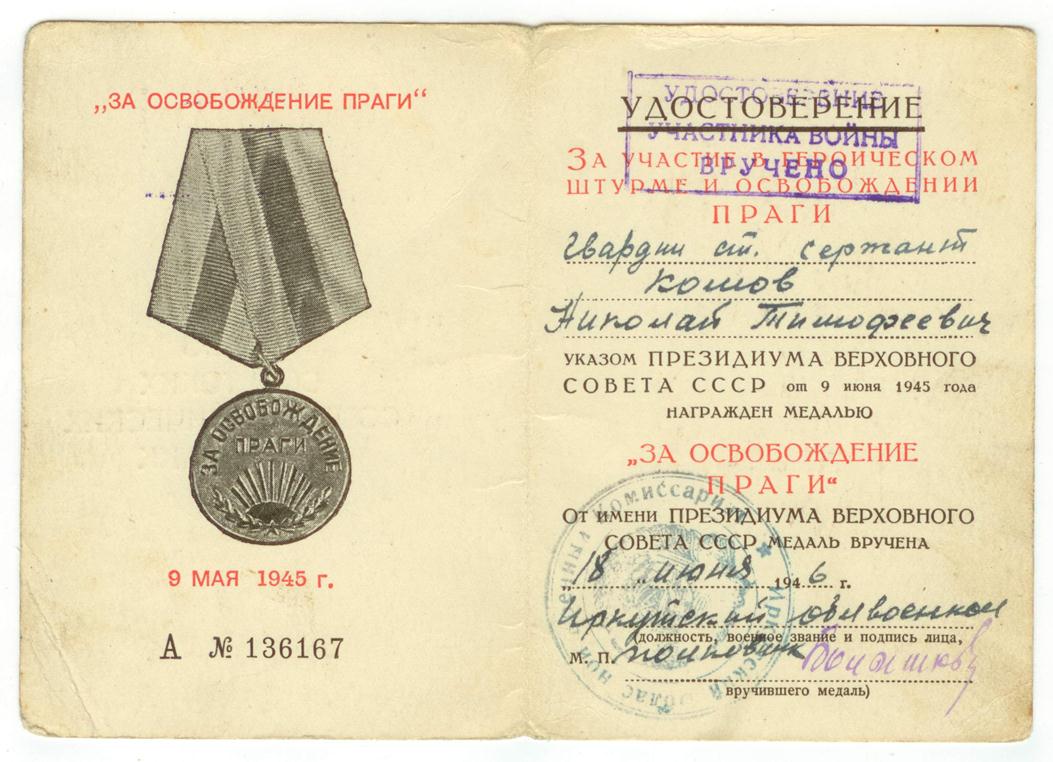 „ЗА ОСВОБОЖДЕНИЕ ПРАГИ“
ЗА ОСВОБОЖДЕНИЕ
ПРАГИ
9 МАЯ 1945 г.
А № 136167
УДОСТОВЕРЕНИЕ
УДОСТОВЕРЕНИЕ
УЧАСТНИКА ВОЙНЫ
ВРУЧЕНО
ЗА УЧАСТИЕ В ГЕРОИЧЕСКОМ
ШТУРМЕ И ОСВОБОЖДЕНИИ
ПРАГИ
Гвардии ст. сержант
Комов
Николай Тимофеевич
УКАЗОМ ПРЕЗИДИУМА ВЕРХОВНОГО
СОВЕТА СССР от 9 июня 1945 года
НАГРАЖДЕН МЕДАЛЬЮ
„ЗА ОСВОБОЖДЕНИЕ
ПРАГИ“
От имени ПРЕЗИДИУМА ВЕРХОВНОГО
СОВЕТА СССР МЕДАЛЬ ВРУЧЕНА
„18 „ июня 1946 г.
Иркутский облвоенком
(должность, военное звание и подпись лица,
М. П. полковник
вручившего медаль)